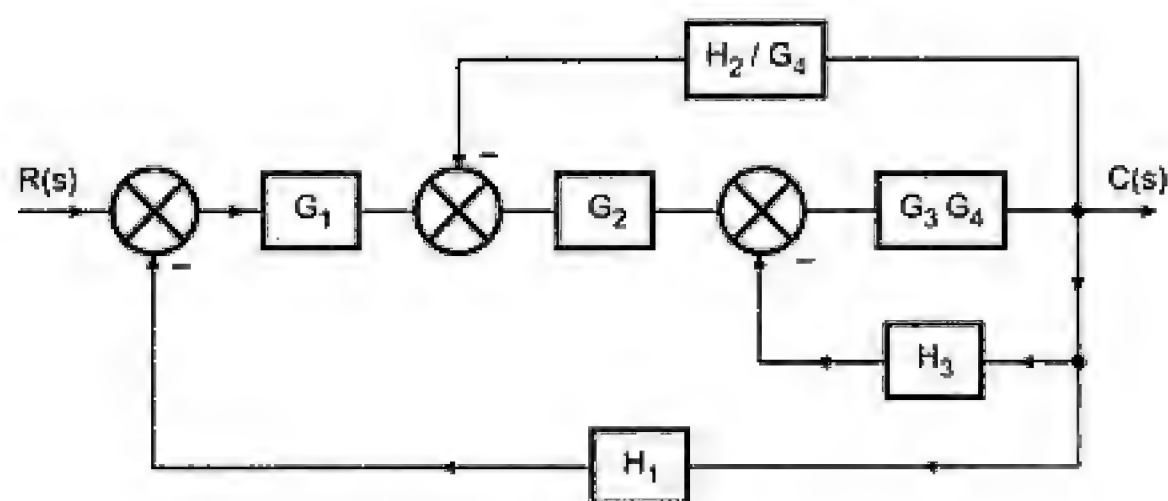 H₂ / G₄
R(s)
G₁
G₂
G₃ G₄
C(s)
−
−
−
H₃
H₁